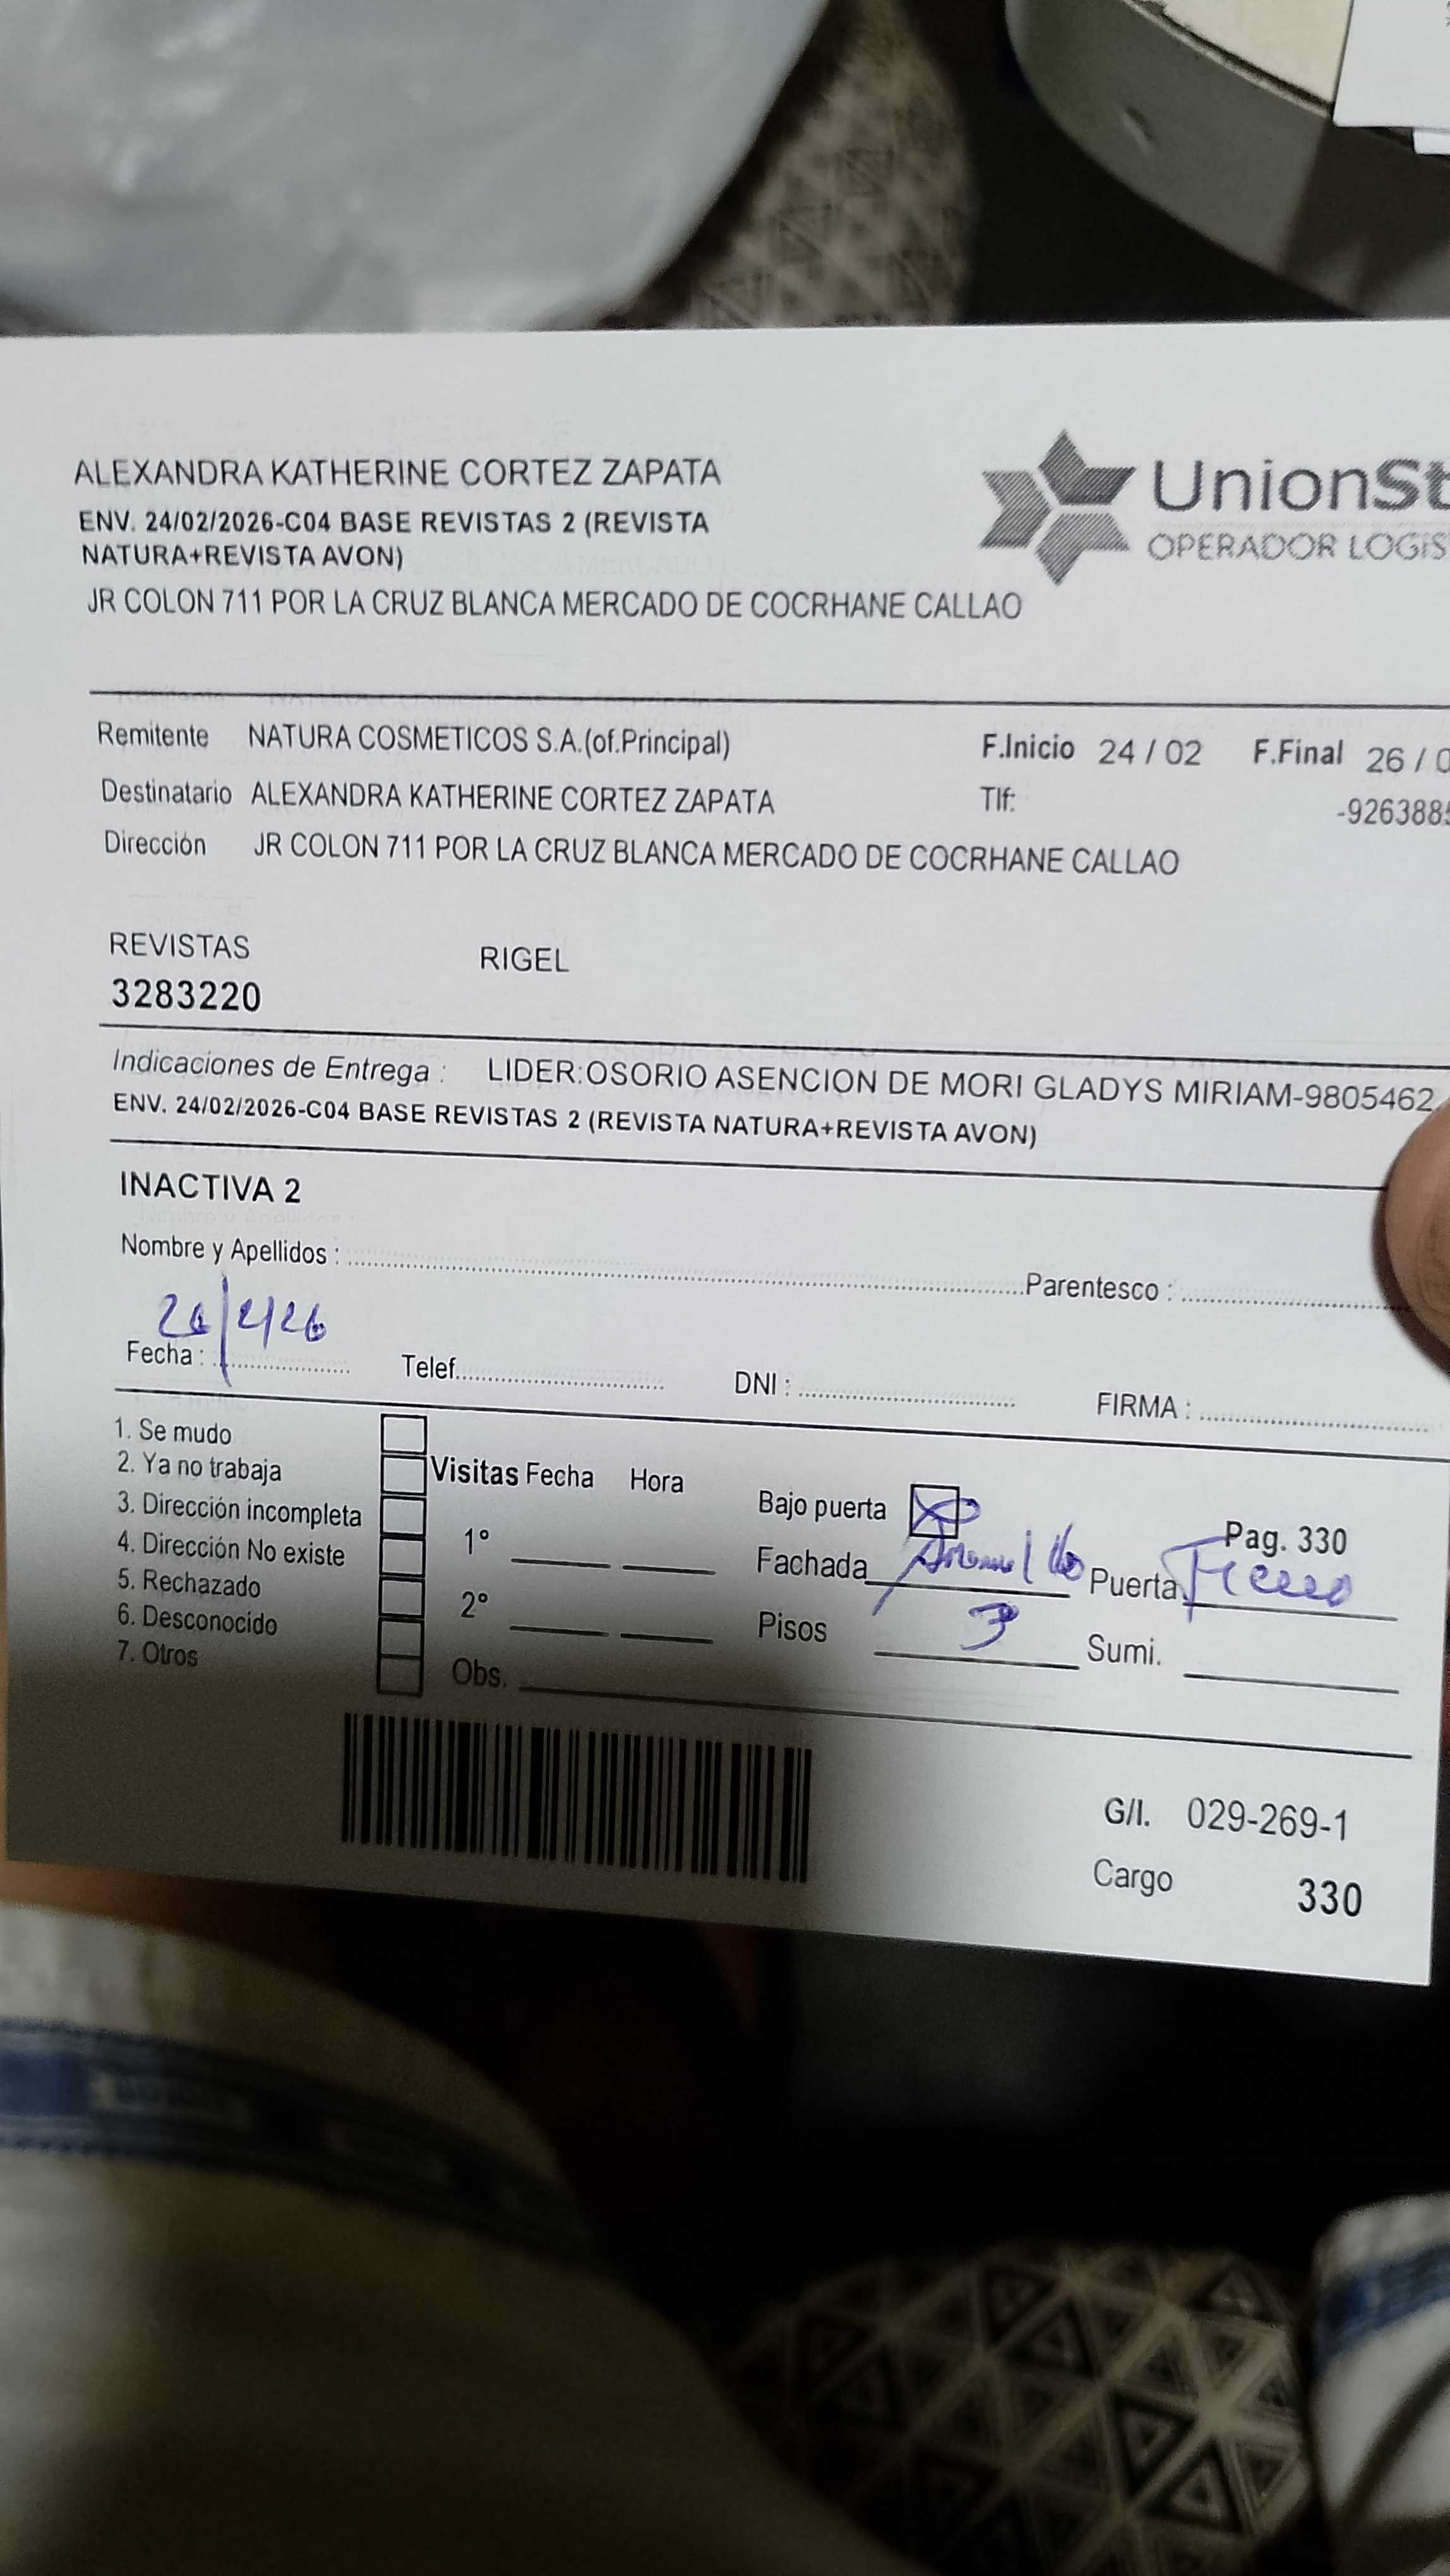 ALEXANDRA KATHERINE CORTEZ ZAPATA
ENV. 24/02/2026-C04 BASE REVISTAS 2 (REVISTA
NATURA+REVISTA AVON)
JR COLON 711 POR LA CRUZ BLANCA MERCADO DE COCRHANE CALLAO
UnionSt
OPERADOR LOGIS
Remitente NATURA COSMETICOS S.A.(of.Principal) F.Inicio 24 / 02 F.Final 26 / 0
Destinatario ALEXANDRA KATHERINE CORTEZ ZAPATA Tlf: -9263885
Dirección JR COLON 711 POR LA CRUZ BLANCA MERCADO DE COCRHANE CALLAO
REVISTAS RIGEL
3283220
Indicaciones de Entrega : LIDER:OSORIO ASENCION DE MORI GLADYS MIRIAM-9805462
ENV. 24/02/2026-C04 BASE REVISTAS 2 (REVISTA NATURA+REVISTA AVON)
INACTIVA 2
Nombre y Apellidos : Parentesco :
Fecha : 26/2/26 Telef. DNI : FIRMA :
1. Se mudo
2. Ya no trabaja
3. Dirección incompleta
4. Dirección No existe
5. Rechazado
6. Desconocido
7. Otros
Visitas Fecha Hora
1°
2°
Obs.
Bajo puerta
Pag. 330
Fachada Puerta Fierro
Pisos 3 Sumi.
G/I. 029-269-1
Cargo 330